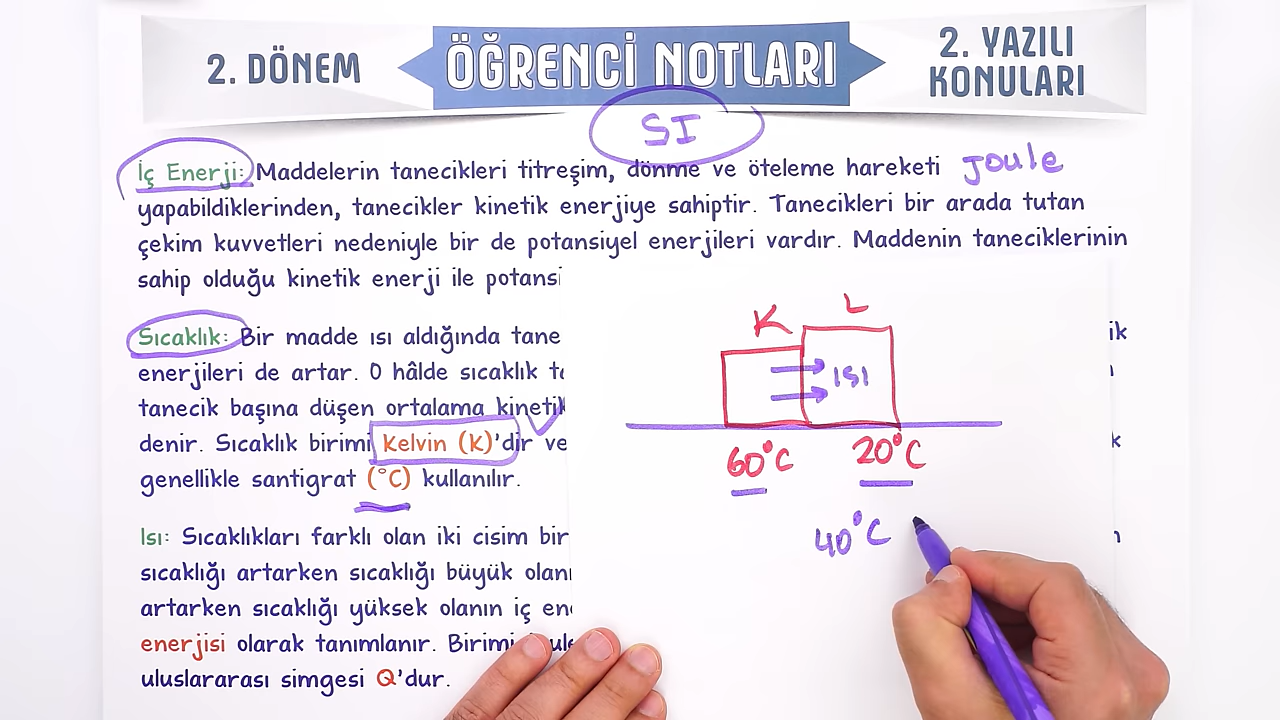 2. DÖNEM
ÖĞRENCİ NOTLARI
2. YAZILI
KONULARI
SI
İç Enerji: Maddelerin tanecikleri titreşim, dönme ve öteleme hareketi Joule
yapabildiklerinden, tanecikler kinetik enerjiye sahiptir. Tanecikleri bir arada tutan
çekim kuvvetleri nedeniyle bir de potansiyel enerjileri vardır. Maddenin taneciklerinin
sahip olduğu kinetik enerji ile potansi
Sıcaklık: Bir madde ısı aldığında tane
enerjileri de artar. O hâlde sıcaklık
tanecik başına düşen ortalama kinetik
denir. Sıcaklık birimi Kelvin (K)'dir ve
genellikle santigrat (°C) kullanılır.
Isı: Sıcaklıkları farklı olan iki cisim bir
sıcaklığı artarken sıcaklığı büyük olanı
artarken sıcaklığı yüksek olanın iç ene
enerjisi olarak tanımlanır. Birimi
uluslararası simgesi Q'dur.
K L
ISI
60°C 20°C
40°C
ik
k